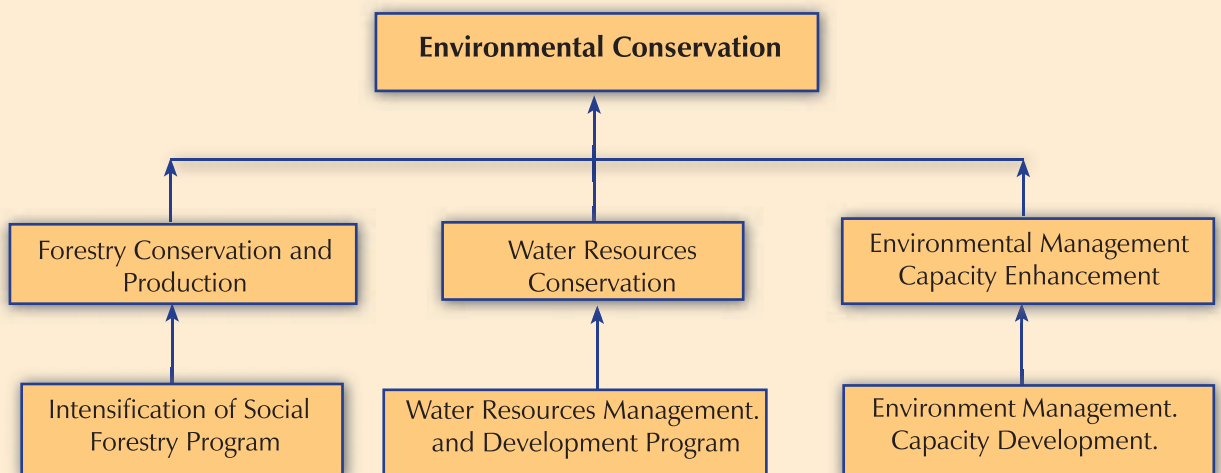 Environmental Conservation
Forestry Conservation and
Production
Water Resources
Conservation
Environmental Management
Capacity Enhancement
Intensification of Social
Forestry Program
Water Resources Management.
and Development Program
Environment Management.
Capacity Development.